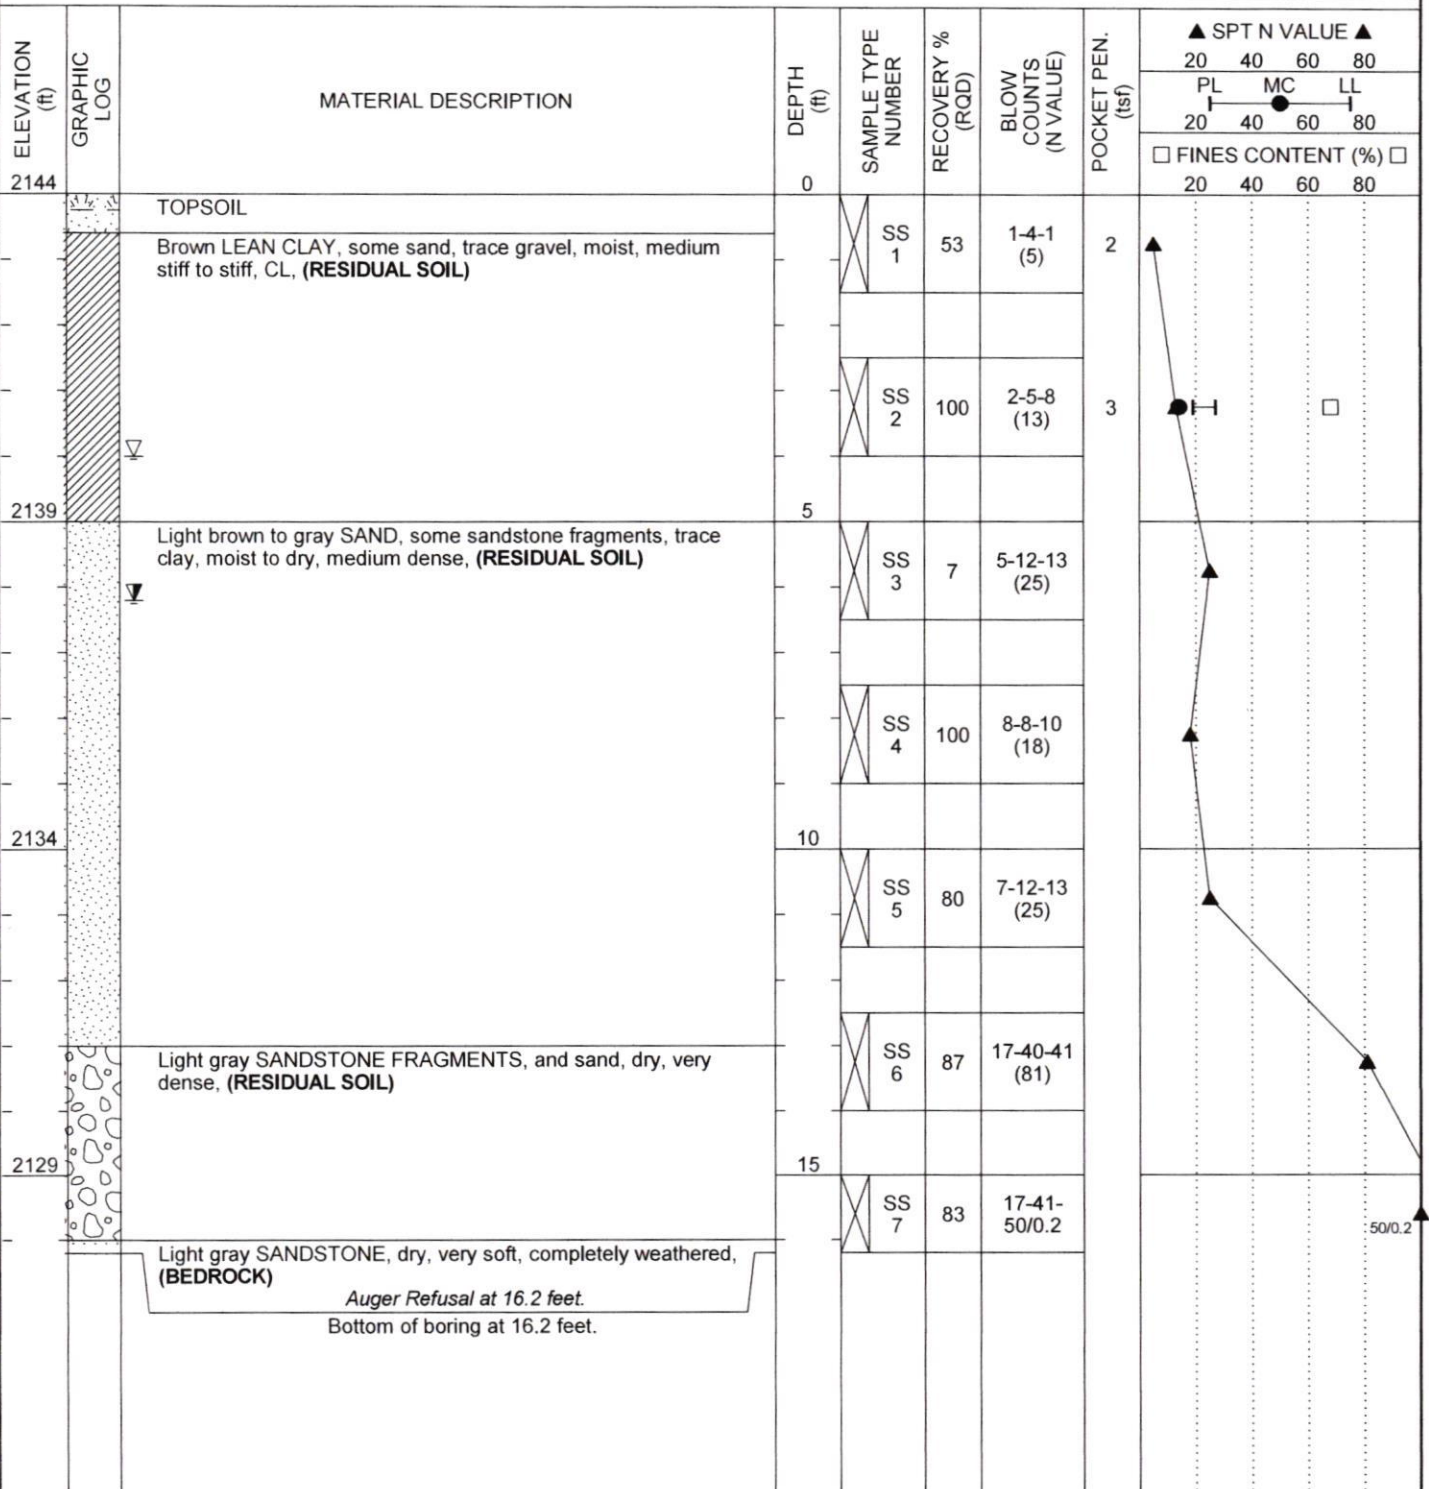 ELEVATION
(ft)
GRAPHIC
LOG
MATERIAL DESCRIPTION
DEPTH
(ft)
SAMPLE TYPE
NUMBER
RECOVERY %
(RQD)
BLOW
COUNTS
(N VALUE)
POCKET PEN.
(tsf)
▲ SPT N VALUE ▲
20 40 60 80
PL MC LL
20 40 60 80
□ FINES CONTENT (%) □
20 40 60 80
2144
0
TOPSOIL
Brown LEAN CLAY, some sand, trace gravel, moist, medium
stiff to stiff, CL, (RESIDUAL SOIL)
SS
1
53
1-4-1
(5)
2
SS
2
100
2-5-8
(13)
3
2139
5
Light brown to gray SAND, some sandstone fragments, trace
clay, moist to dry, medium dense, (RESIDUAL SOIL)
SS
3
7
5-12-13
(25)
SS
4
100
8-8-10
(18)
2134
10
SS
5
80
7-12-13
(25)
Light gray SANDSTONE FRAGMENTS, and sand, dry, very
dense, (RESIDUAL SOIL)
SS
6
87
17-40-41
(81)
2129
15
SS
7
83
17-41-
50/0.2
50/0.2
Light gray SANDSTONE, dry, very soft, completely weathered,
(BEDROCK)
Auger Refusal at 16.2 feet.
Bottom of boring at 16.2 feet.